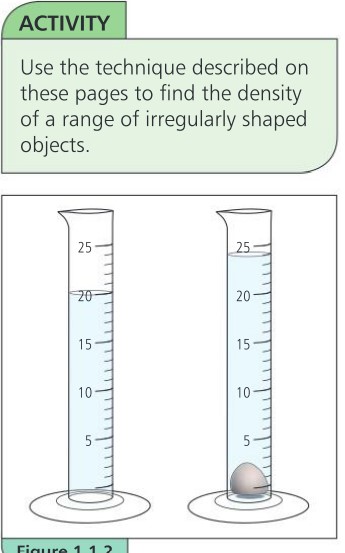 ACTIVITY
Use the technique described on
these pages to find the density
of a range of irregularly shaped
objects.
25
20
15
10
5
25
20
15
10
5
Figure 1.1.2